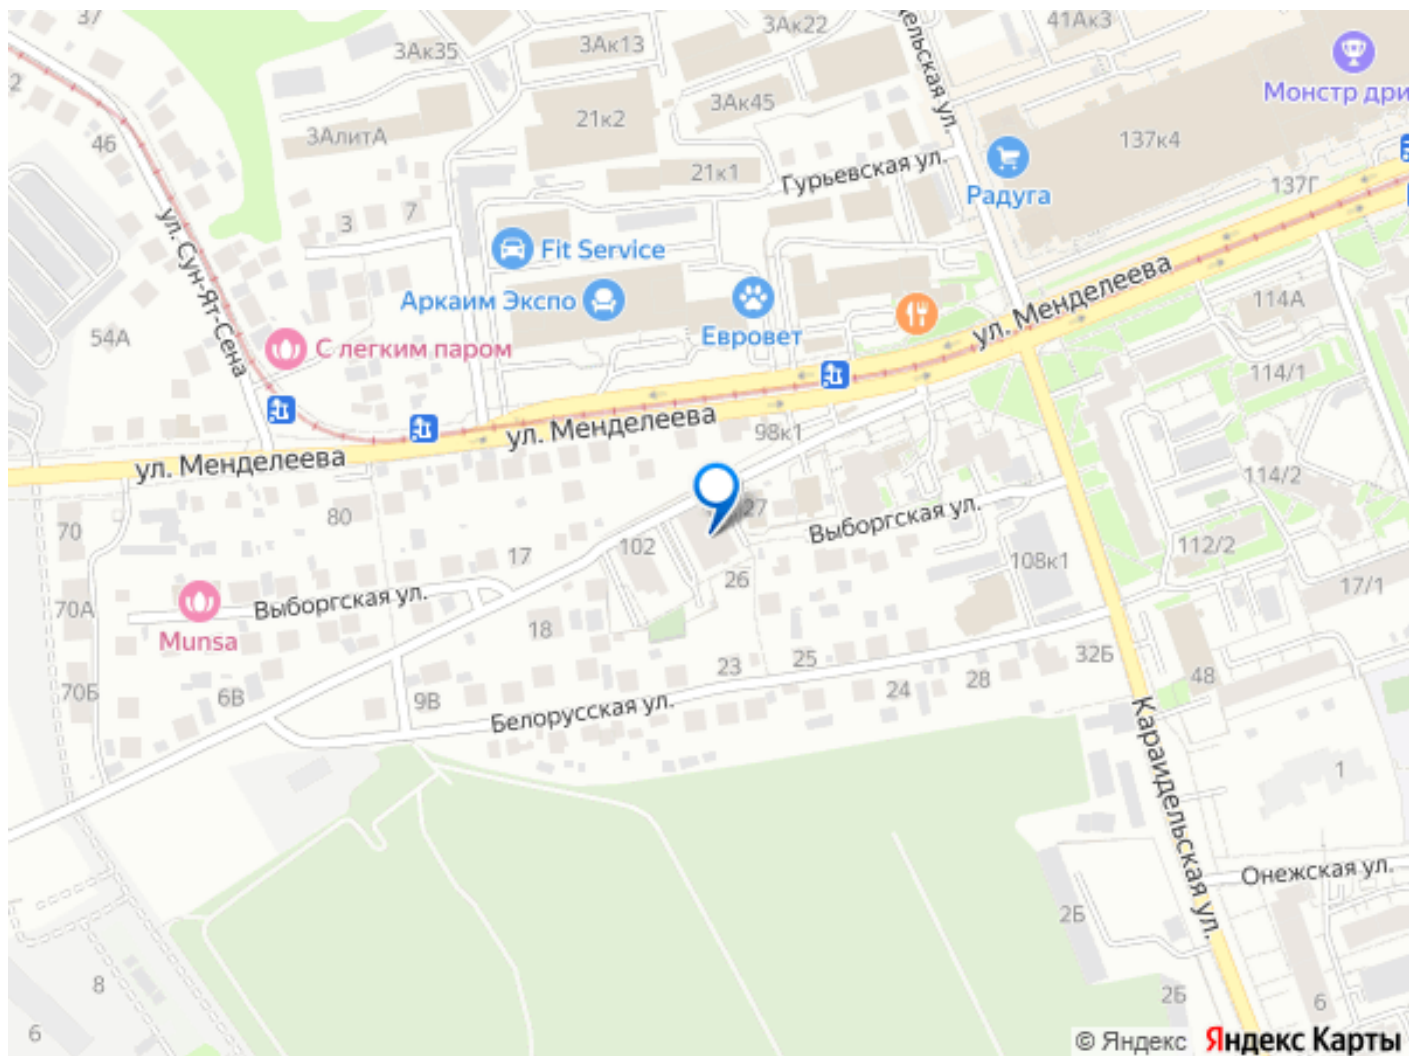 37
3Ак22
41Ак3
3Ак35
3Ак13
дельская ул.
Монстр дри
3Ак45
21к2
3АлитА
46
137к4
Гурьевская ул.
21к1
137Г
Радуга
3
7
ул. Сун-Ят-Сена
Fit Service
Аркаим Экспо
Евровет
ул. Менделеева
114А
54А
С легким паром
114/1
ул. Менделеева
98к1
ул. Менделеева
114/2
70
80
27
Выборгская ул.
17
102
112/2
108к1
26
17/1
70А
Выборгская ул.
Munsa
18
23
25
32Б
48
70Б
6В
9В
24
28
Белорусская ул.
Караидельская ул.
1
Онежская ул.
2Б
8
2Б
6
6
© Яндекс Яндекс Карты